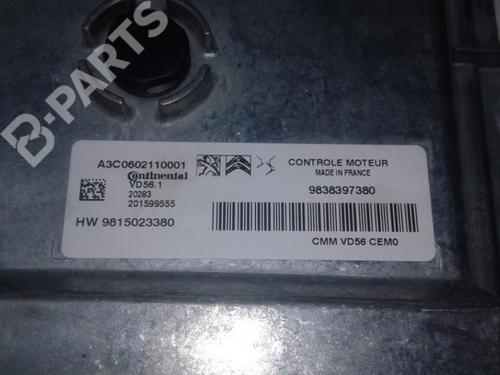 B-PARTS
A3C0602110001
Continental
VD56.1
20283
201599555
HW 9815023380
CONTROLE MOTEUR
MADE IN FRANCE
9838397380
CMM VD56 CEM0